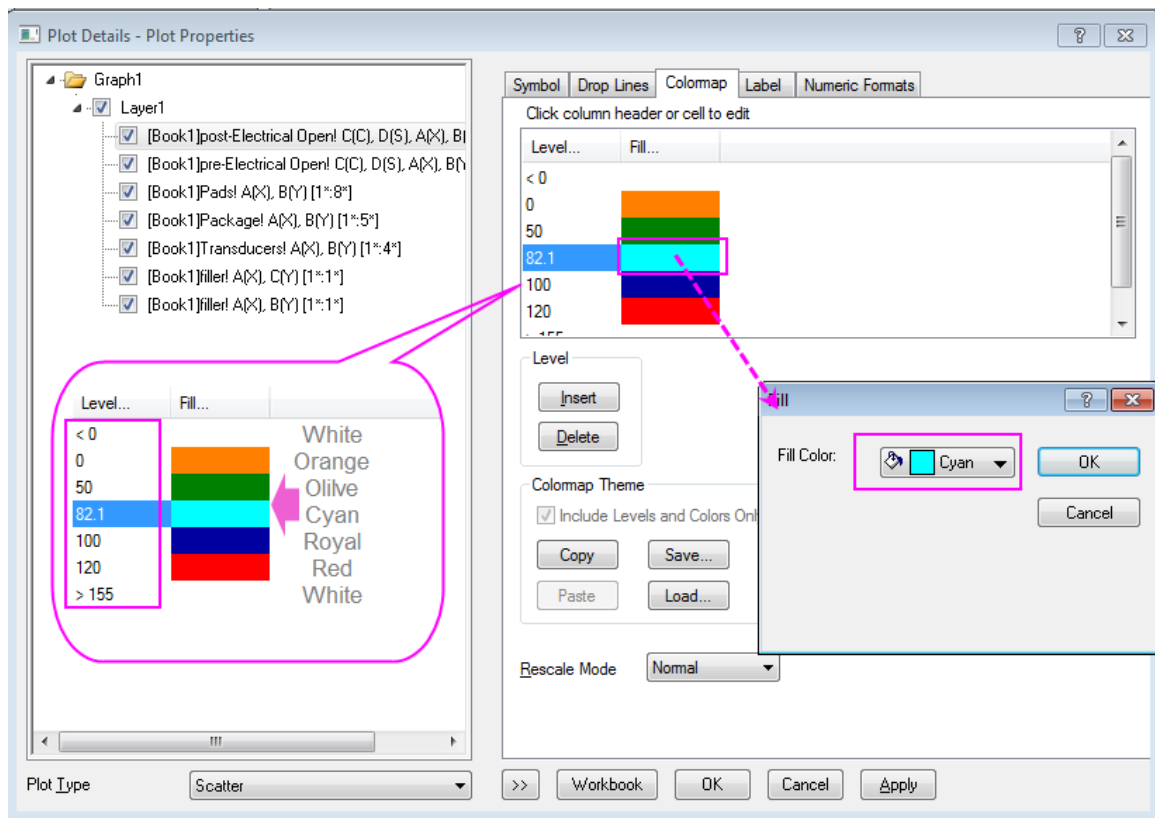 Plot Details - Plot Properties
Graph1
Layer1
[Book1]post-Electrical Open! C(C), D(S), A(X), B(
[Book1]pre-Electrical Open! C(C), D(S), A(X), B(Y
[Book1]Pads! A(X), B(Y) [1*:8*]
[Book1]Package! A(X), B(Y) [1*:5*]
[Book1]Transducers! A(X), B(Y) [1*:4*]
[Book1]filler! A(X), C(Y) [1*:1*]
[Book1]filler! A(X), B(Y) [1*:1*]
Level... Fill...
< 0 White
0 Orange
50 Olilve
82.1 Cyan
100 Royal
120 Red
> 155 White
Plot Type Scatter
Symbol Drop Lines Colormap Label Numeric Formats
Click column header or cell to edit
Level... Fill...
< 0
0
50
82.1
100
120
> 155
Level
Insert
Delete
Colormap Theme
Include Levels and Colors Onl
Copy Save...
Paste Load...
Rescale Mode Normal
Fill
Fill Color: Cyan OK
Cancel
>> Workbook OK Cancel Apply